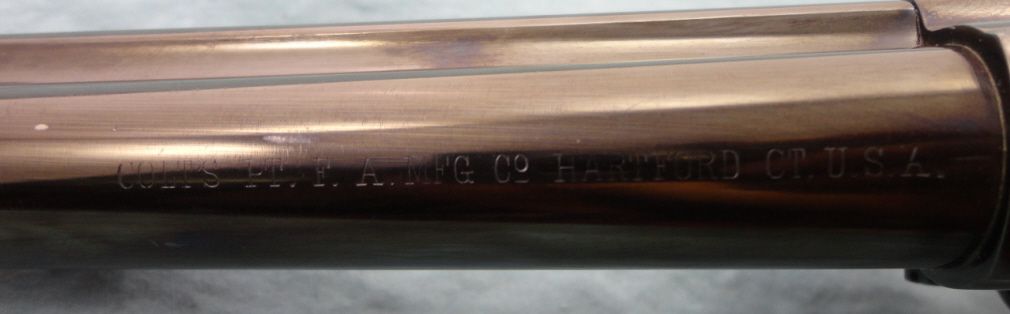 COLT'S PT. F. A. MFG Cº HARTFORD CT. U.S.A.